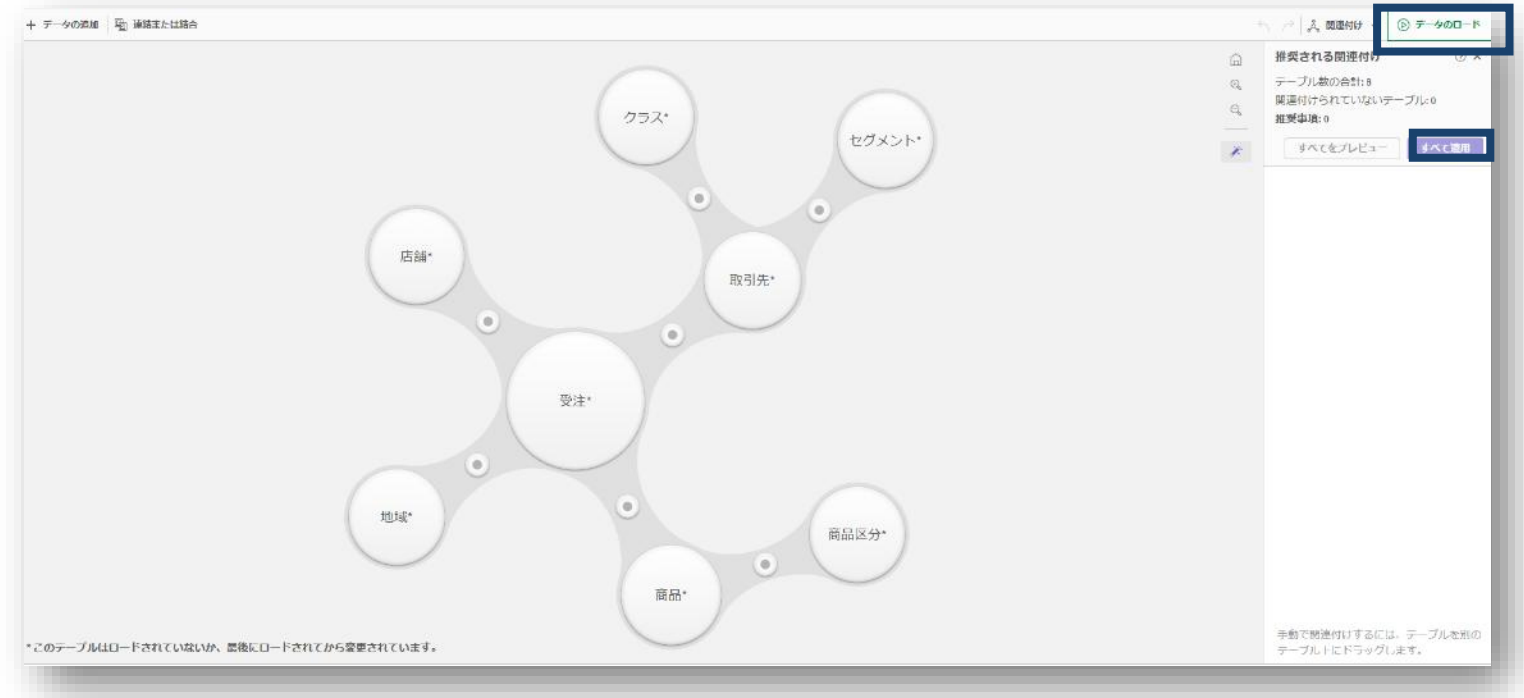 ＋ データの追加 連結または結合
関連付け データのロード
推奨される関連付け
テーブル数の合計: 8
関連付けられていないテーブル: 0
推奨事項: 0
すべてをプレビュー すべて適用
クラス*
セグメント*
店舗*
取引先*
受注*
地域*
商品区分*
商品*
*このテーブルはロードされていないか、最後にロードされてから変更されています。
手動で関連付けするには、テーブルを別の
テーブル上にドラッグします。